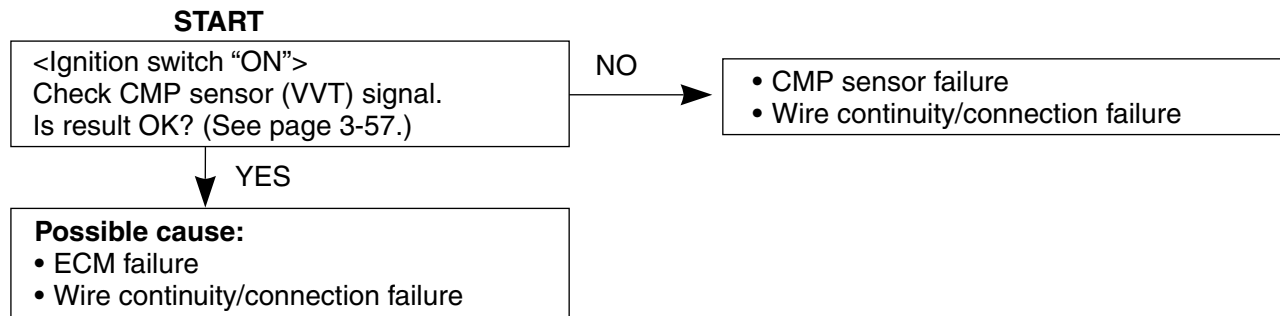 START
<Ignition switch “ON”>
Check CMP sensor (VVT) signal.
Is result OK? (See page 3-57.)
NO
• CMP sensor failure
• Wire continuity/connection failure
YES
Possible cause:
• ECM failure
• Wire continuity/connection failure